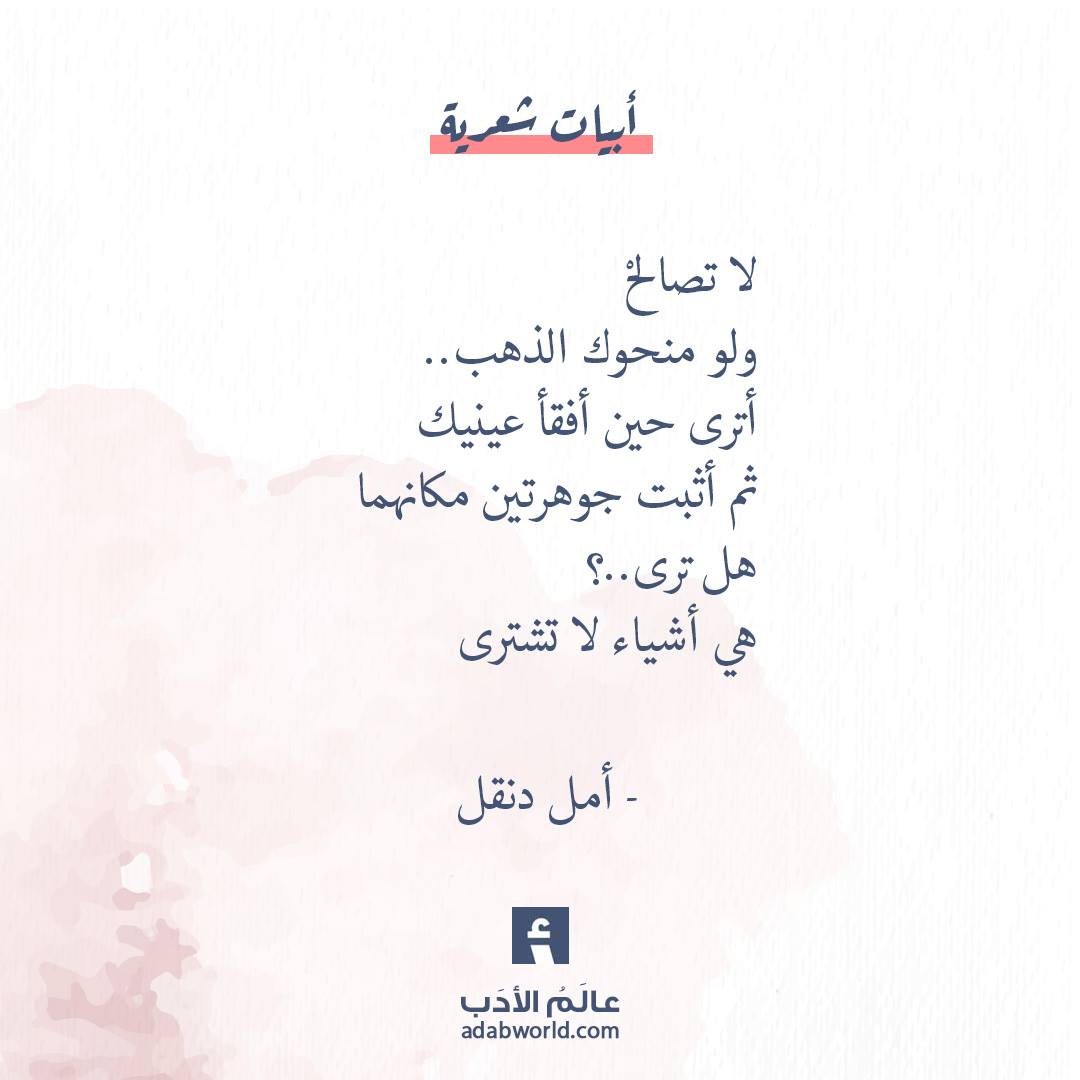 أبيات شعرية
لا تصالحْ
ولو منحوك الذهب..
أترى حين أفقأ عينيك
ثم أثبت جوهرتين مكانهما
هل ترى..؟
هي أشياء لا تشترى
- أمل دنقل
أ
عالَمُ الأدَب
adabworld.com